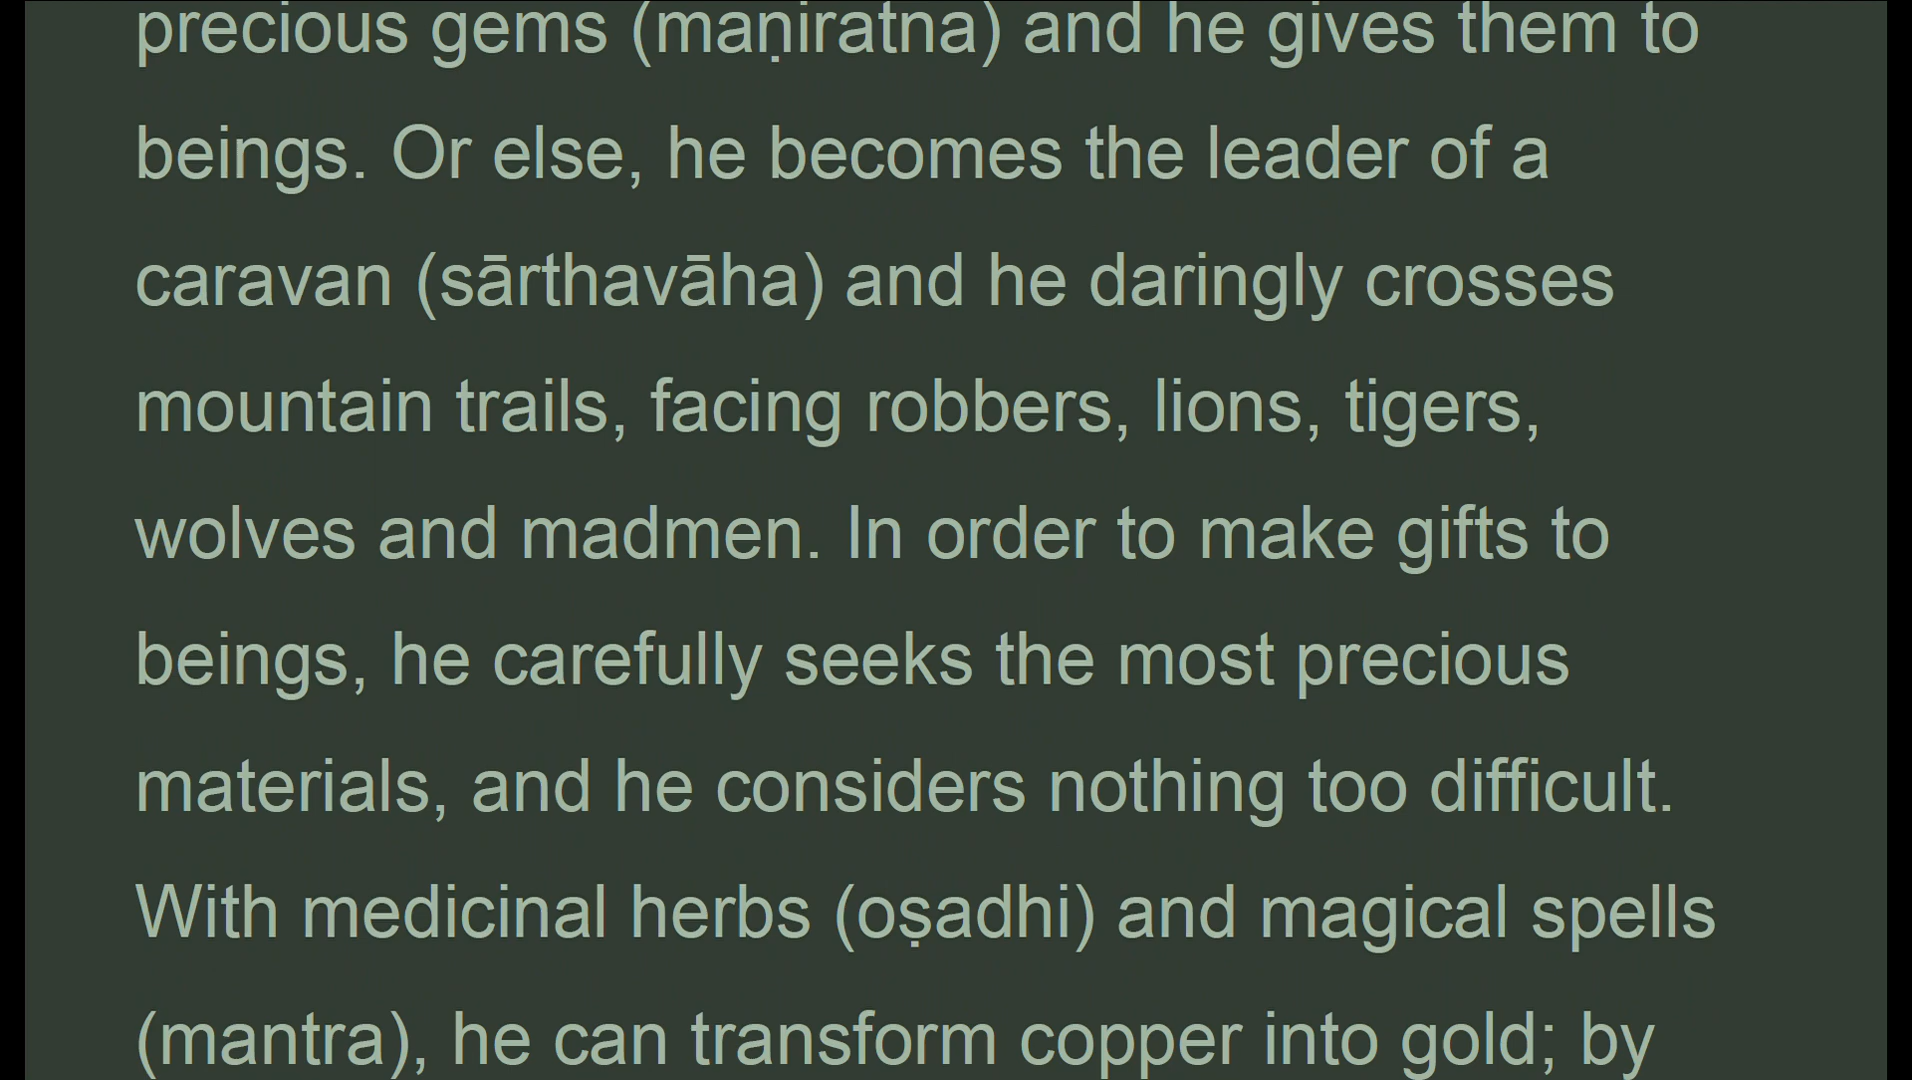 precious gems (maṇiratna) and he gives them to
beings. Or else, he becomes the leader of a
caravan (sārthavāha) and he daringly crosses
mountain trails, facing robbers, lions, tigers,
wolves and madmen. In order to make gifts to
beings, he carefully seeks the most precious
materials, and he considers nothing too difficult.
With medicinal herbs (oṣadhi) and magical spells
(mantra), he can transform copper into gold; by